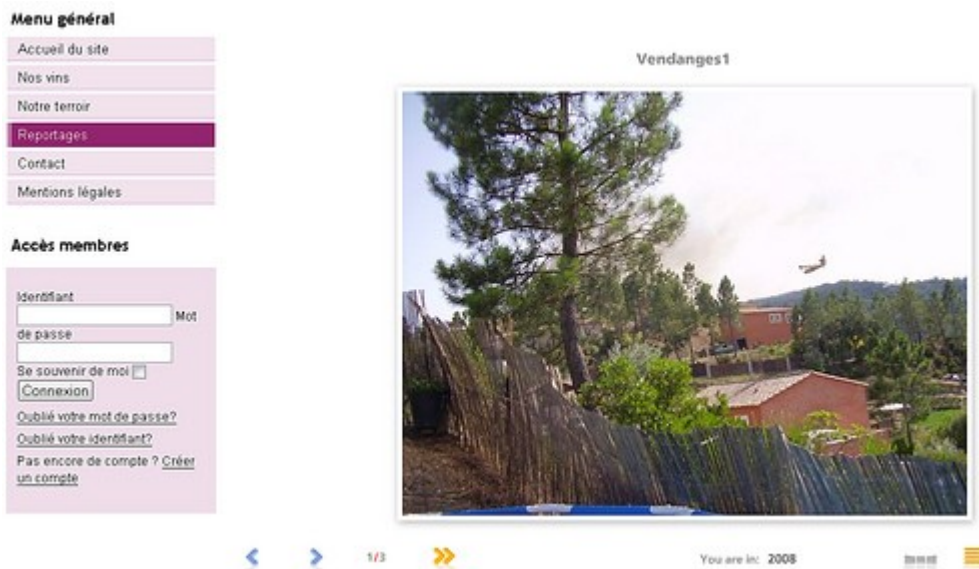 Menu général
Accueil du site
Nos vins
Notre terroir
Reportages
Contact
Mentions légales
Accès membres
Identifiant
Mot
de passe
Se souvenir de moi
Connexion
Oublié votre mot de passe?
Oublié votre identifiant?
Pas encore de compte ? Créer
un compte
Vendanges1
1/3
You are in: 2008